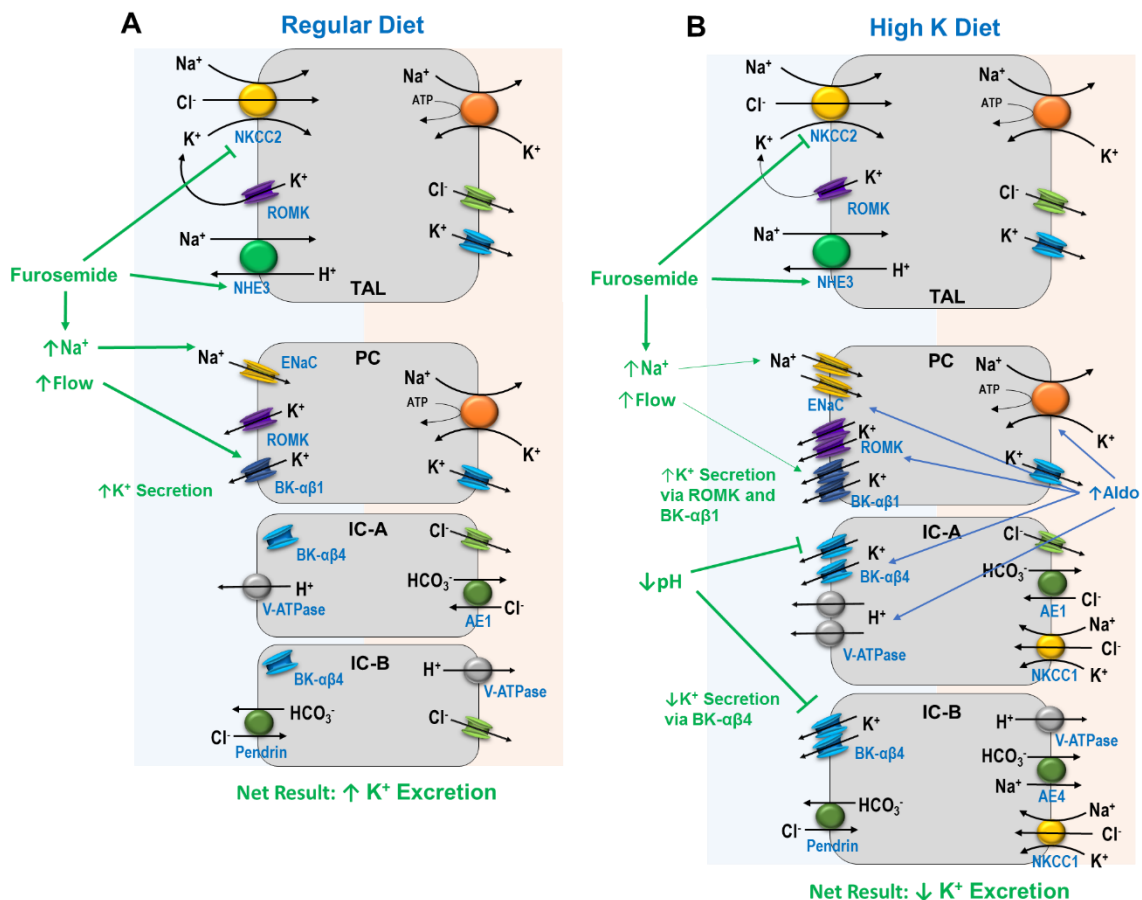 A
Regular Diet
Na⁺
Cl⁻
K⁺
NKCC2
K⁺
ROMK
Na⁺
H⁺
NHE3
TAL
Na⁺
ATP
K⁺
Cl⁻
K⁺
Furosemide
↑Na⁺
↑Flow
↑K⁺ Secretion
PC
Na⁺
ENaC
K⁺
ROMK
K⁺
BK-αβ1
Na⁺
ATP
K⁺
K⁺
IC-A
BK-αβ4
H⁺
V-ATPase
Cl⁻
HCO₃⁻
Cl⁻
AE1
IC-B
BK-αβ4
HCO₃⁻
Cl⁻
Pendrin
H⁺
V-ATPase
Cl⁻
Net Result: ↑ K⁺ Excretion
B
High K Diet
Na⁺
Cl⁻
K⁺
NKCC2
K⁺
ROMK
Na⁺
H⁺
NHE3
TAL
Na⁺
ATP
K⁺
Cl⁻
K⁺
Furosemide
↑Na⁺
↑Flow
↑K⁺ Secretion
via ROMK and
BK-αβ1
PC
Na⁺
ENaC
K⁺
ROMK
K⁺
BK-αβ1
Na⁺
ATP
K⁺
K⁺
↑Aldo
↓pH
IC-A
K⁺
BK-αβ4
H⁺
V-ATPase
Cl⁻
HCO₃⁻
Cl⁻
AE1
Na⁺
Cl⁻
K⁺
NKCC1
↓K⁺ Secretion
via BK-αβ4
IC-B
K⁺
BK-αβ4
HCO₃⁻
Cl⁻
Pendrin
H⁺
V-ATPase
HCO₃⁻
Na⁺
AE4
Na⁺
Cl⁻
K⁺
NKCC1
Net Result: ↓ K⁺ Excretion